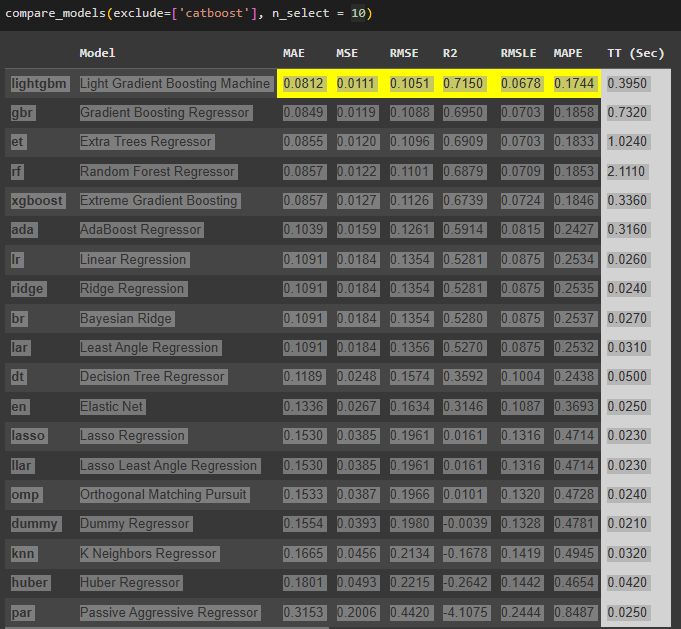 compare_models(exclude=['catboost'], n_select = 10)
Model MAE MSE RMSE R2 RMSLE MAPE TT (Sec)
lightgbm Light Gradient Boosting Machine 0.0812 0.0111 0.1051 0.7150 0.0678 0.1744 0.3950
gbr Gradient Boosting Regressor 0.0849 0.0119 0.1088 0.6950 0.0703 0.1858 0.7320
et Extra Trees Regressor 0.0855 0.0120 0.1096 0.6909 0.0709 0.1833 1.0240
rf Random Forest Regressor 0.0857 0.0122 0.1101 0.6879 0.0709 0.1853 2.1110
xgboost Extreme Gradient Boosting 0.0857 0.0127 0.1126 0.6739 0.0724 0.1846 0.3360
ada AdaBoost Regressor 0.1039 0.0159 0.1261 0.5914 0.0815 0.2427 0.3160
lr Linear Regression 0.1091 0.0184 0.1354 0.5281 0.0875 0.2534 0.0260
ridge Ridge Regression 0.1091 0.0184 0.1354 0.5281 0.0875 0.2535 0.0240
br Bayesian Ridge 0.1091 0.0184 0.1354 0.5280 0.0875 0.2537 0.0270
lar Least Angle Regression 0.1091 0.0184 0.1356 0.5270 0.0875 0.2532 0.0310
dt Decision Tree Regressor 0.1189 0.0248 0.1574 0.3592 0.1004 0.2438 0.0500
en Elastic Net 0.1336 0.0267 0.1634 0.3146 0.1087 0.3693 0.0250
lasso Lasso Regression 0.1530 0.0385 0.1961 0.0161 0.1316 0.4714 0.0230
llar Lasso Least Angle Regression 0.1530 0.0385 0.1961 0.0161 0.1316 0.4714 0.0230
omp Orthogonal Matching Pursuit 0.1533 0.0387 0.1966 0.0101 0.1320 0.4728 0.0240
dummy Dummy Regressor 0.1554 0.0393 0.1980 -0.0039 0.1328 0.4781 0.0210
knn K Neighbors Regressor 0.1665 0.0456 0.2134 -0.1678 0.1419 0.4945 0.0320
huber Huber Regressor 0.1801 0.0493 0.2215 -0.2642 0.1442 0.4654 0.0420
par Passive Aggressive Regressor 0.3153 0.2006 0.4420 -4.1075 0.2444 0.8487 0.0250